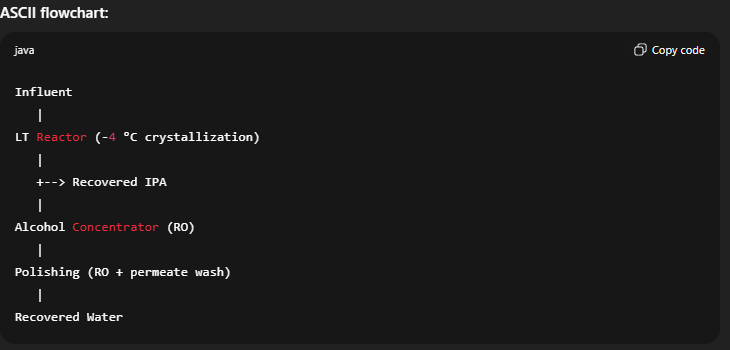 ASCII flowchart:
java
Copy code
Influent
|
LT Reactor (-4 °C crystallization)
|
+--> Recovered IPA
|
Alcohol Concentrator (RO)
|
Polishing (RO + permeate wash)
|
Recovered Water